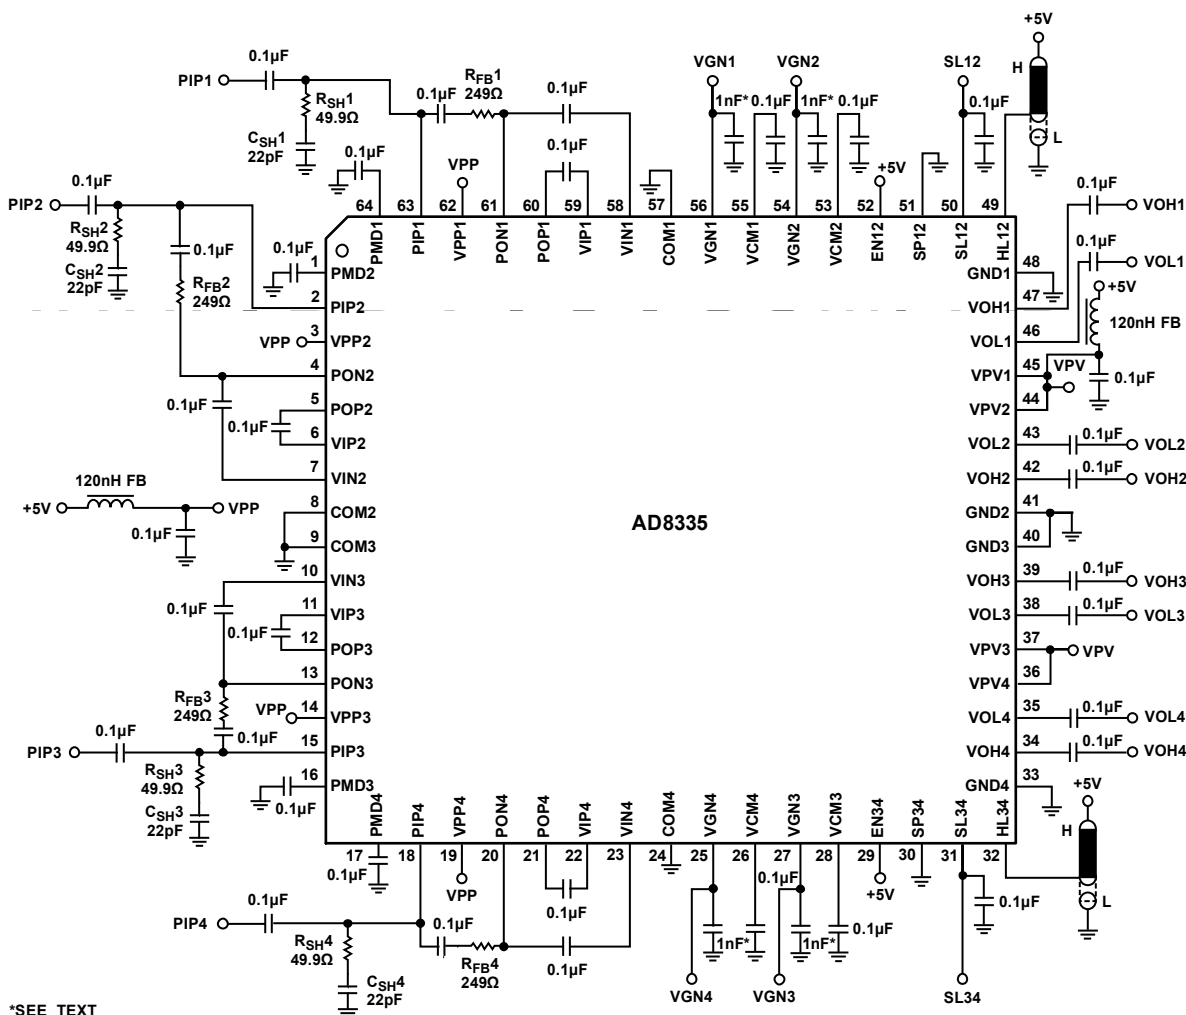 +5V
0.1µF
PIP1
0.1µF
RFB1
249Ω
0.1µF
RSH1
49.9Ω
CSH1
22pF
VGN1
VGN2
SL12
H
L
1nF*
0.1µF
1nF*
0.1µF
0.1µF
+5V
0.1µF
VPP
0.1µF
0.1µF
PIP2
RSH2
49.9Ω
CSH2
22pF
0.1µF
RFB2
249Ω
0.1µF
64
63
62
61
60
59
58
57
56
55
54
53
52
51
50
49
PMD1
PIP1
VPP1
PON1
POP1
VIP1
VIN1
COM1
VGN1
VCM1
VGN2
VCM2
EN12
SP12
SL12
HL12
0.1µF
VOH1
0.1µF
VOL1
+5V
120nH FB
VPV
0.1µF
1
PMD2
2
PIP2
VPP
3
VPP2
4
PON2
0.1µF
5
POP2
0.1µF
6
VIP2
7
VIN2
120nH FB
+5V
VPP
0.1µF
8
COM2
9
COM3
10
VIN3
0.1µF
11
VIP3
0.1µF
12
POP3
13
PON3
RFB3
249Ω
VPP
14
VPP3
0.1µF
0.1µF
PIP3
15
PIP3
RSH3
49.9Ω
CSH3
22pF
16
PMD3
0.1µF
AD8335
GND1
48
VOH1
47
VOL1
46
VPV1
45
VPV2
44
VOL2
43
0.1µF
VOL2
VOH2
42
0.1µF
VOH2
GND2
41
GND3
40
VOH3
39
0.1µF
VOH3
VOL3
38
0.1µF
VOL3
VPV3
37
VPV
VPV4
36
VOL4
35
0.1µF
VOL4
VOH4
34
0.1µF
VOH4
GND4
33
+5V
H
L
PMD4
PIP4
VPP4
PON4
POP4
VIP4
VIN4
COM4
VGN4
VCM4
VGN3
VCM3
EN34
SP34
SL34
HL34
17
18
19
20
21
22
23
24
25
26
27
28
29
30
31
32
0.1µF
VPP
0.1µF
0.1µF
+5V
0.1µF
0.1µF
PIP4
RSH4
49.9Ω
CSH4
22pF
0.1µF
RFB4
249Ω
0.1µF
1nF*
1nF*
0.1µF
VGN4
VGN3
SL34
*SEE TEXT